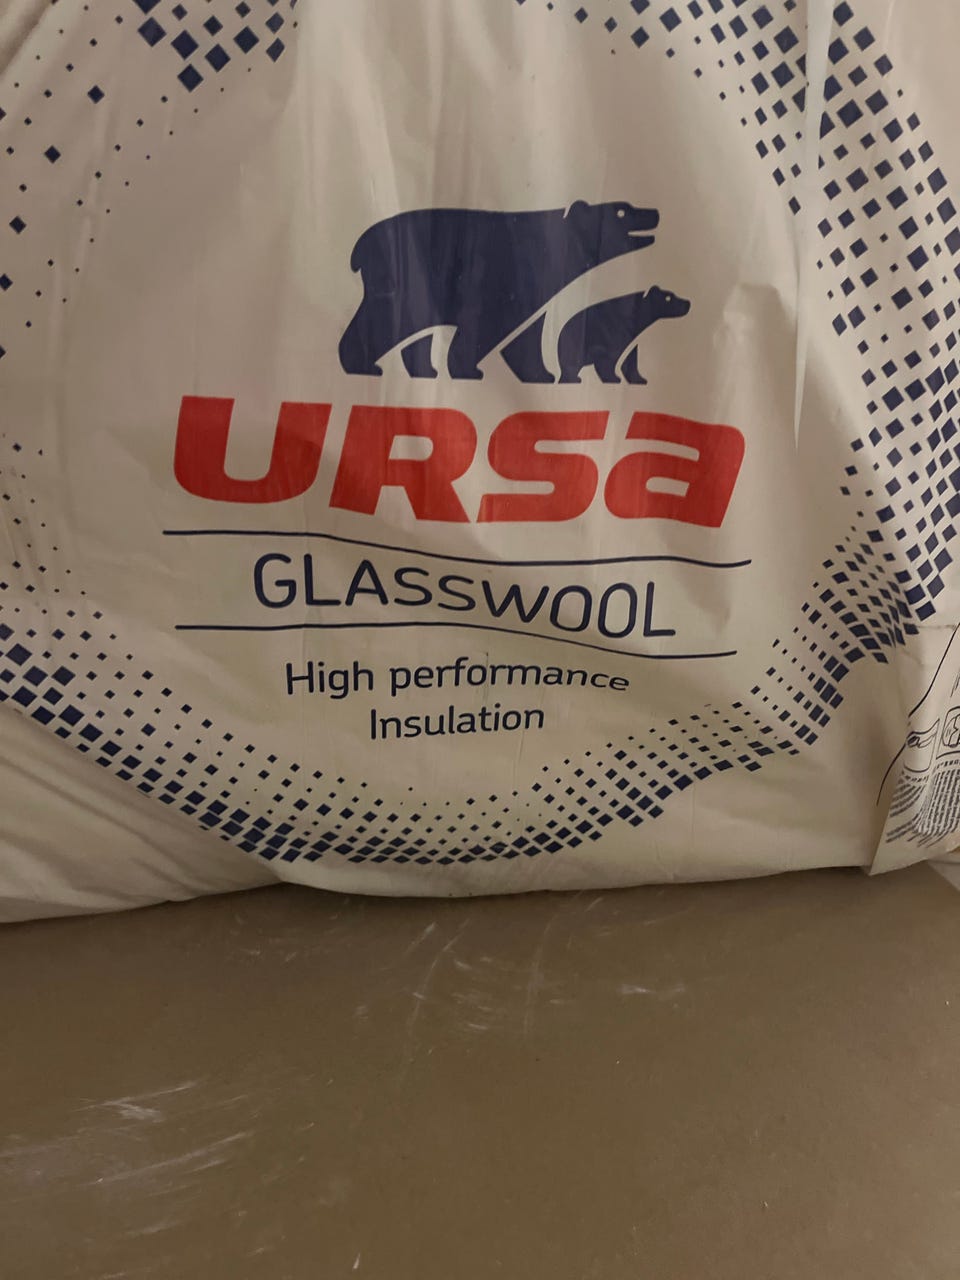 URSA
GLASSWOOL
High performance
Insulation